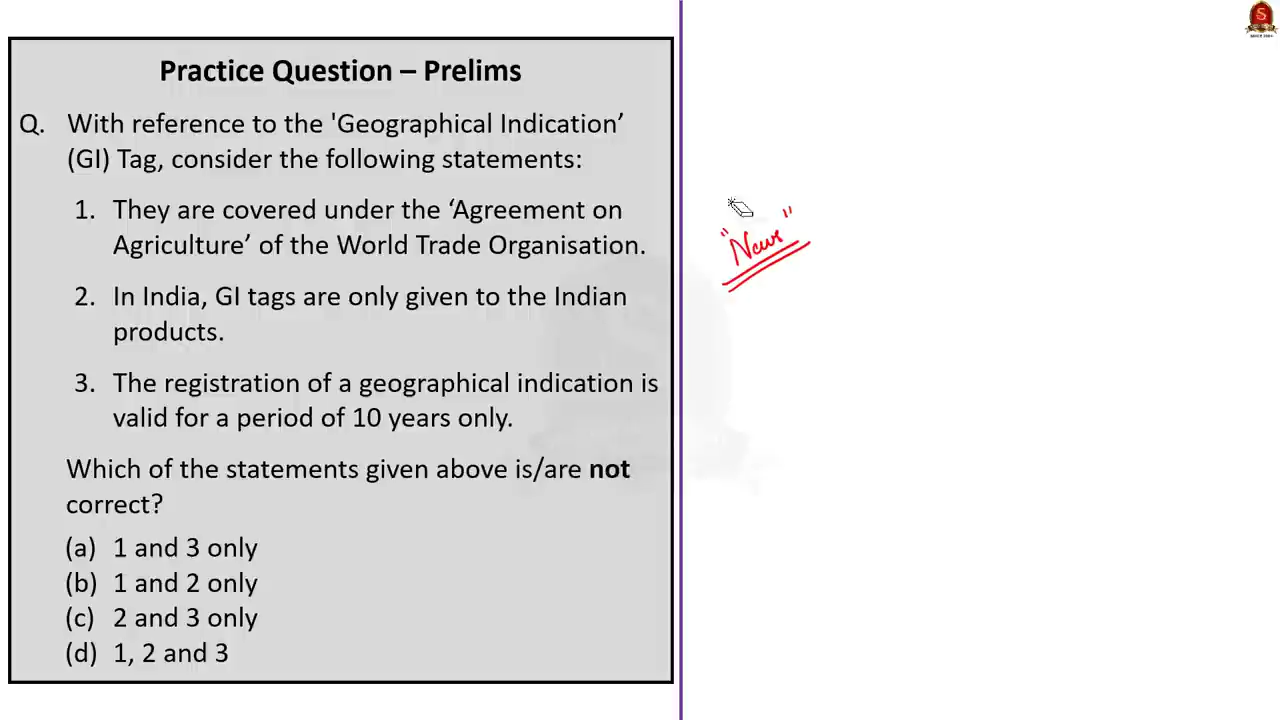 Practice Question – Prelims
Q. With reference to the 'Geographical Indication’
(GI) Tag, consider the following statements:
1. They are covered under the ‘Agreement on
Agriculture’ of the World Trade Organisation.
2. In India, GI tags are only given to the Indian
products.
3. The registration of a geographical indication is
valid for a period of 10 years only.
Which of the statements given above is/are not
correct?
(a) 1 and 3 only
(b) 1 and 2 only
(c) 2 and 3 only
(d) 1, 2 and 3
"News"
S